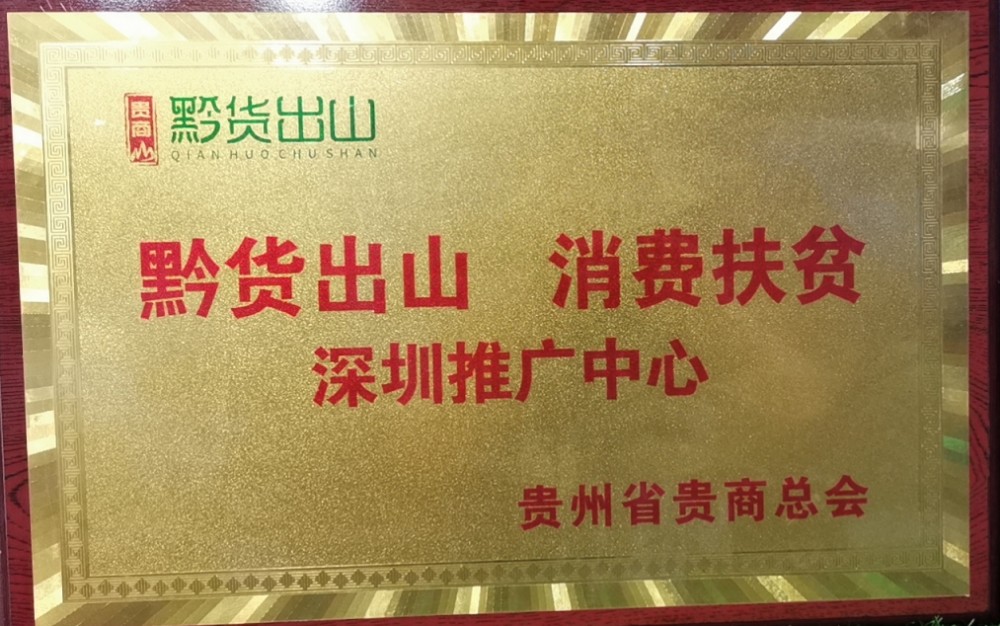 贵商
黔货出山
QIAN HUO CHU SHAN
黔货出山 消费扶贫
深圳推广中心
贵州省贵商总会